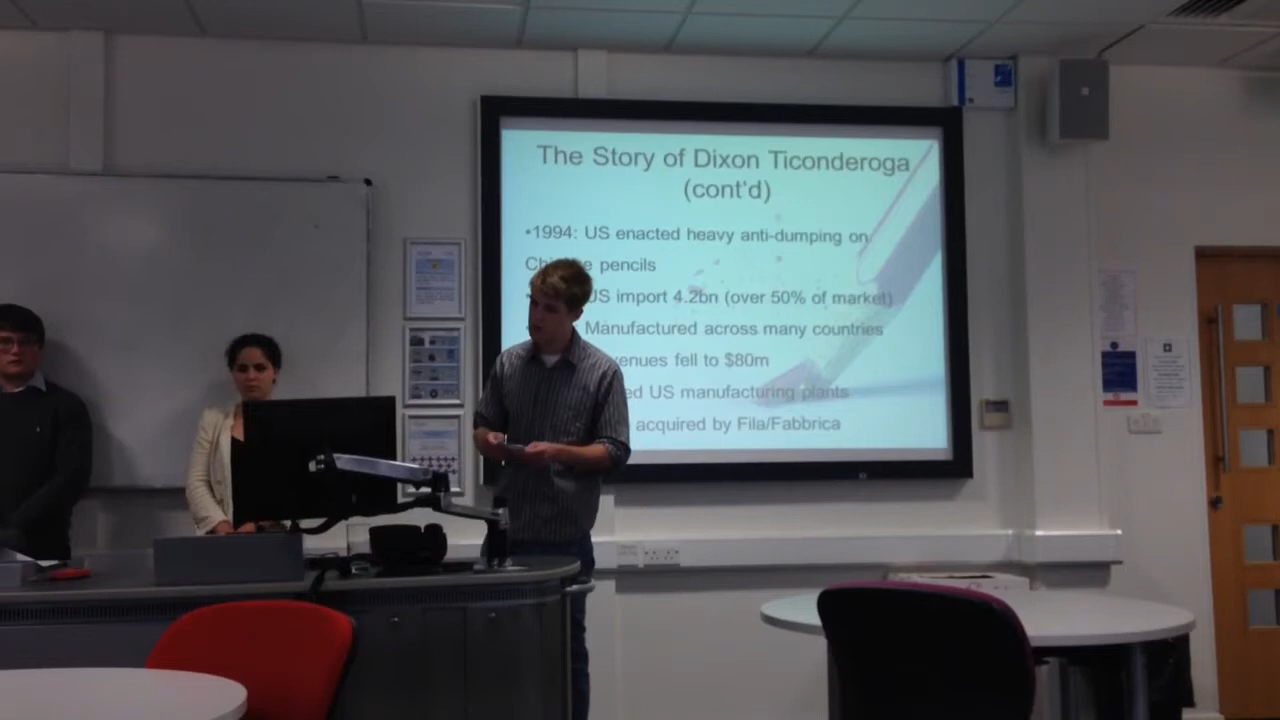 The Story of Dixon Ticonderoga
(cont'd)
•1994: US enacted heavy anti-dumping on
pencils
US import 4.2bn (over 50% of market)
Manufactured across many countries
fell to $80m
US manufacturing plants
acquired by Fila/Fabbrica